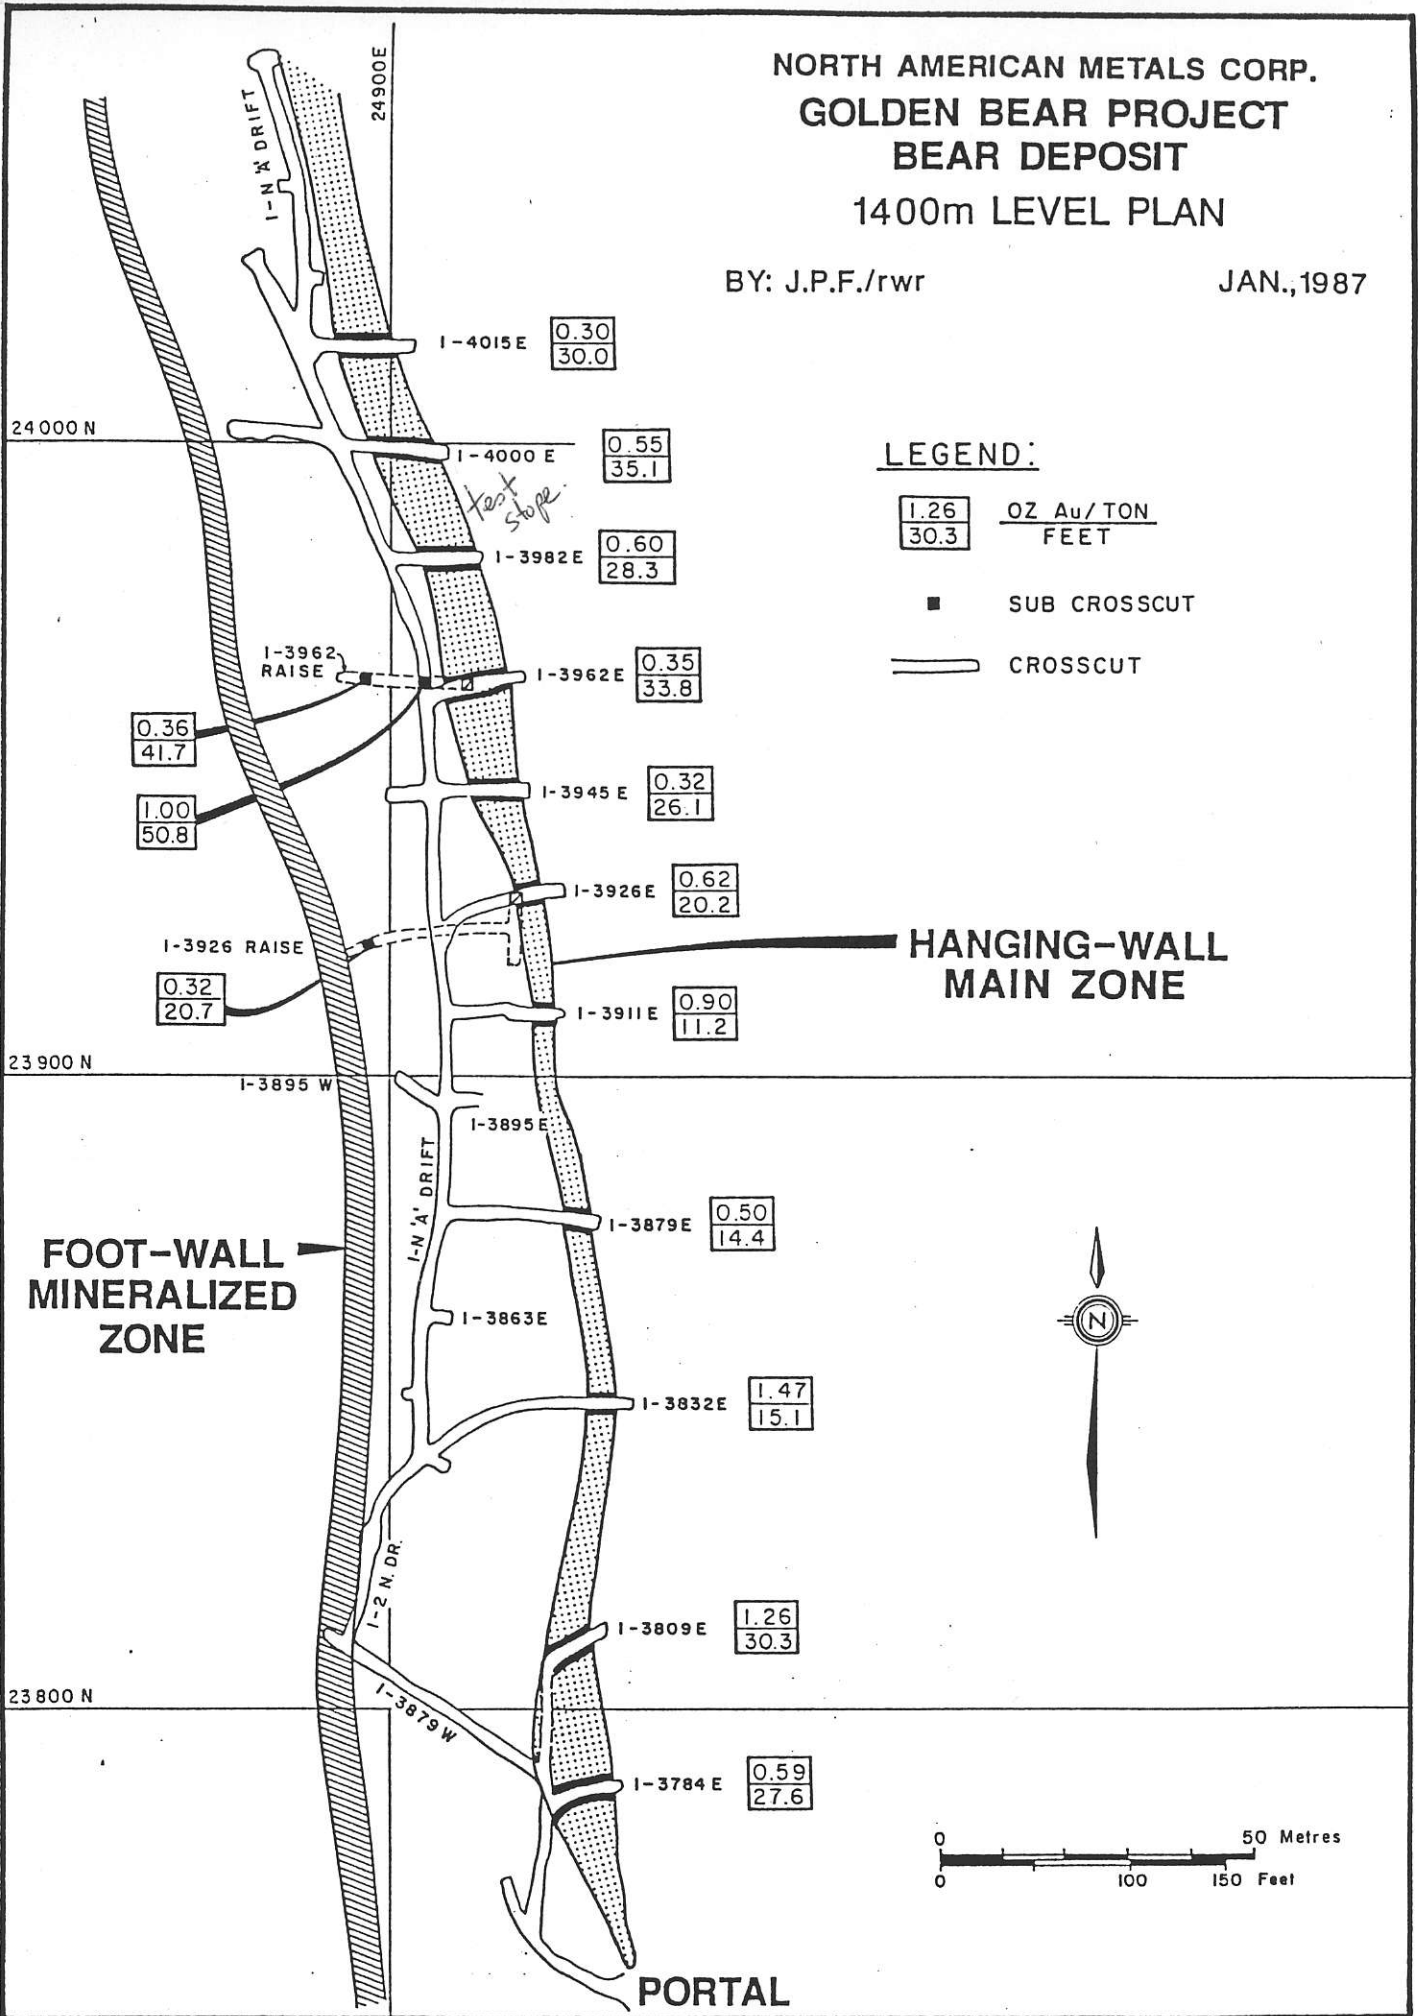 NORTH AMERICAN METALS CORP.
GOLDEN BEAR PROJECT
BEAR DEPOSIT
1400m LEVEL PLAN
BY: J.P.F./rwr
JAN.,1987
24900E
1-N 'A' DRIFT
1-4015E
0.30
30.0
24000 N
1-4000 E
0.55
35.1
test
stope.
1-3982E
0.60
28.3
LEGEND:
1.26
30.3
OZ Au/TON
FEET
SUB CROSSCUT
CROSSCUT
1-3962
RAISE
1-3962E
0.35
33.8
0.36
41.7
1.00
50.8
1-3945 E
0.32
26.1
1-3926E
0.62
20.2
1-3926 RAISE
0.32
20.7
HANGING-WALL
MAIN ZONE
1-3911E
0.90
11.2
23900 N
1-3895 W
1-3895E
1-N 'A' DRIFT
1-3879E
0.50
14.4
FOOT-WALL
MINERALIZED
ZONE
1-3863E
N
1-3832E
1.47
15.1
1-2 N. DR.
1-3809E
1.26
30.3
23800 N
1-3879 W
1-3784 E
0.59
27.6
0 50 Metres
0 100 150 Feet
PORTAL